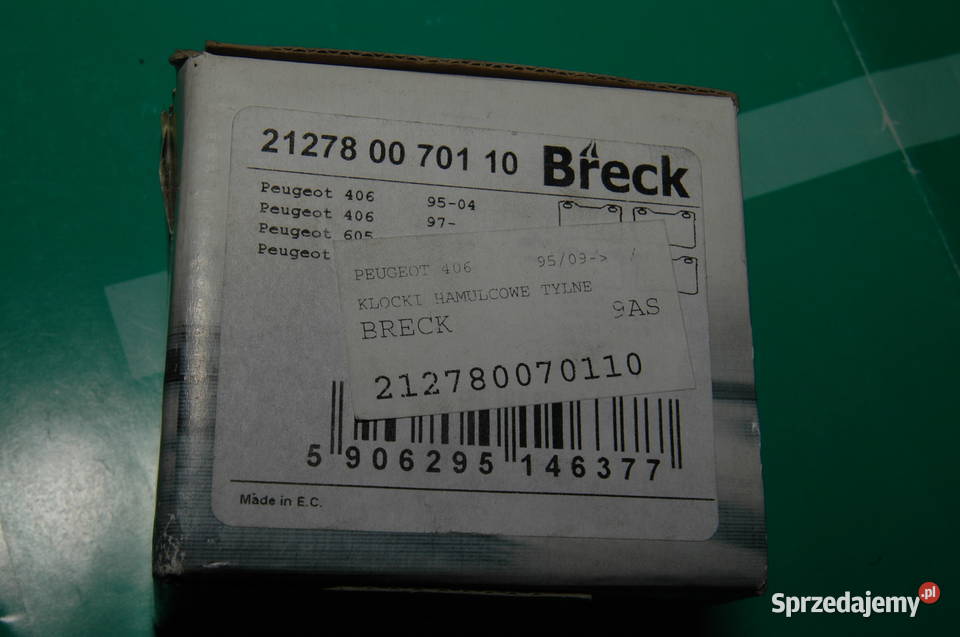 21278 00 701 10 Breck
Peugeot 406 95-04
Peugeot 406 97-
Peugeot 605
Peugeot
PEUGEOT 406 95/09-> /
KLOCKI HAMULCOWE TYLNE
BRECK 9AS
212780070110
5 906295 146377
Made in E.C.
Sprzedajemy.pl